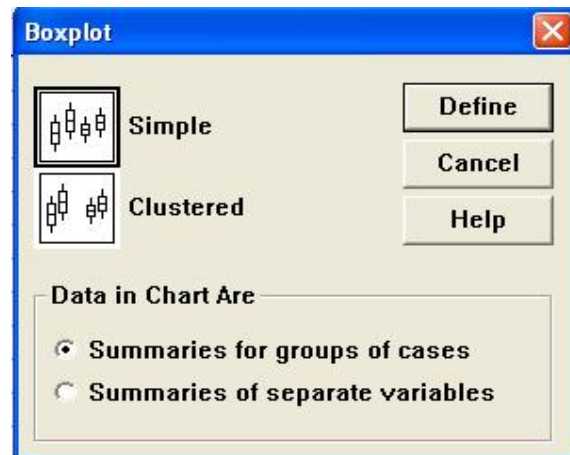 Boxplot
Simple
Define
Cancel
Clustered
Help
Data in Chart Are
Summaries for groups of cases
Summaries of separate variables